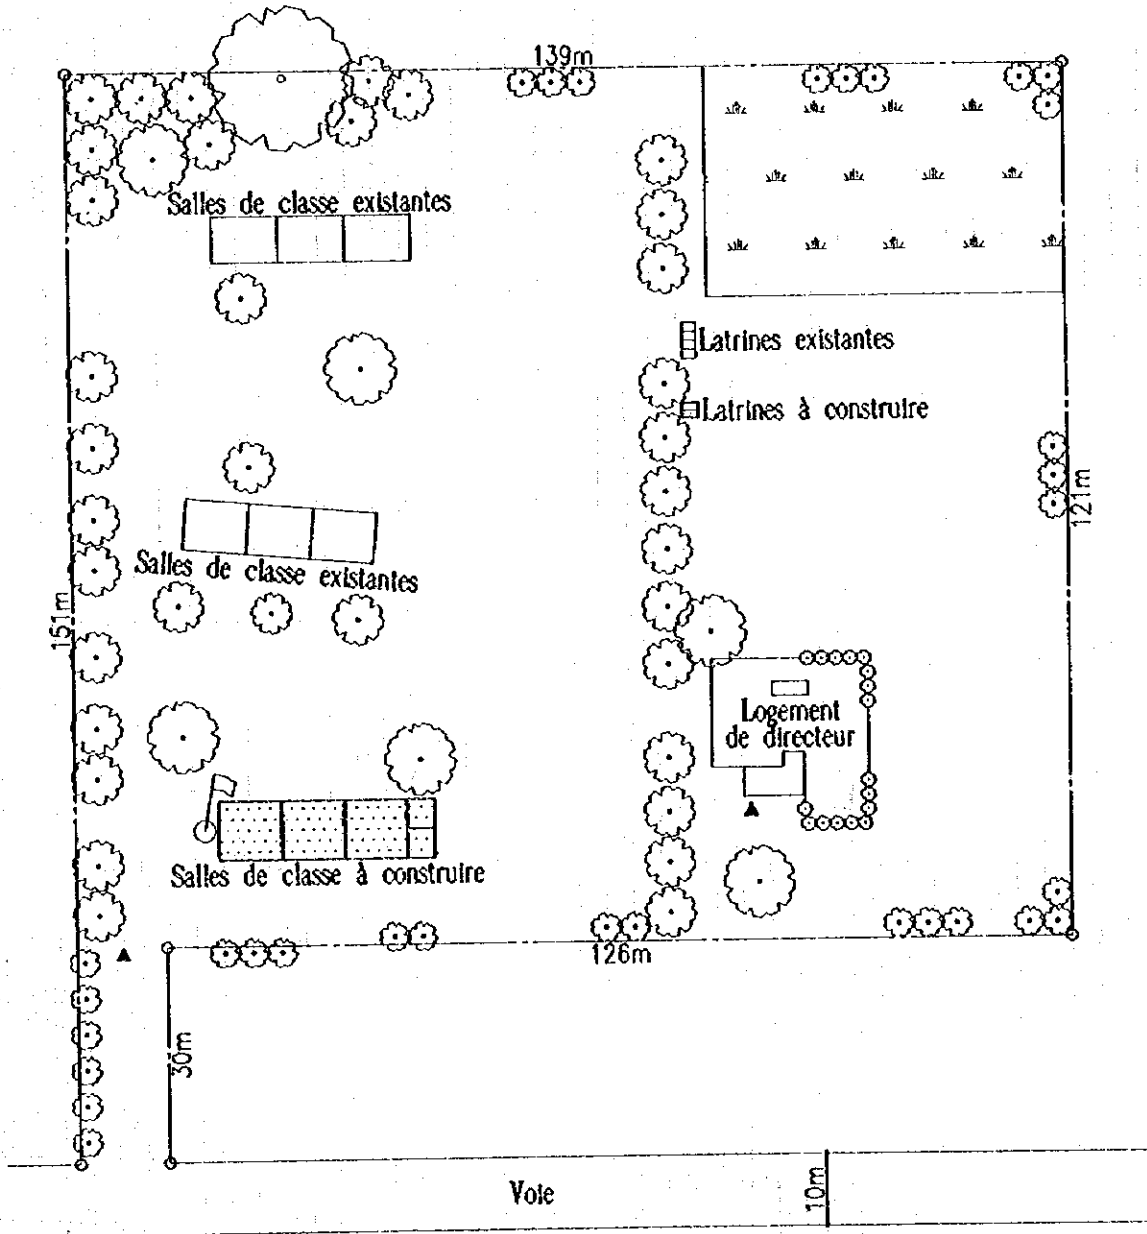 139m
Salles de classe existantes
Latrines existantes
Latrines à construire
121m
Salles de classe existantes
151m
Logement
de directeur
Salles de classe à construire
126m
30m
Voie
10m